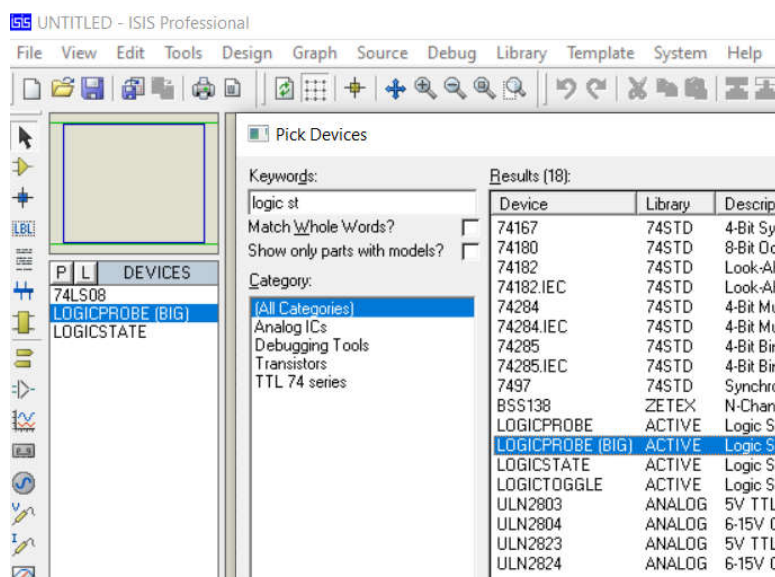 ISIS UNTITLED - ISIS Professional
File View Edit Tools Design Graph Source Debug Library Template System Help
Pick Devices
Keywords:
logic st
Match Whole Words?
Show only parts with models?
Category:
(All Categories)
Analog ICs
Debugging Tools
Transistors
TTL 74 series
LBL
P L DEVICES
74LS08
LOGICPROBE (BIG)
LOGICSTATE
Results (18):
Device Library Descrip
74167 74STD 4-Bit Sy
74180 74STD 8-Bit Od
74182 74STD Look-Al
74182.IEC 74STD Look-Al
74284 74STD 4-Bit Mu
74284.IEC 74STD 4-Bit Mu
74285 74STD 4-Bit Bin
74285.IEC 74STD 4-Bit Bin
7497 74STD Synchro
BSS138 ZETEX N-Chan
LOGICPROBE ACTIVE Logic S
LOGICPROBE (BIG) ACTIVE Logic S
LOGICSTATE ACTIVE Logic S
LOGICTOGGLE ACTIVE Logic S
ULN2803 ANALOG 5V TTL
ULN2804 ANALOG 6-15V C
ULN2823 ANALOG 5V TTL
ULN2824 ANALOG 6-15V C